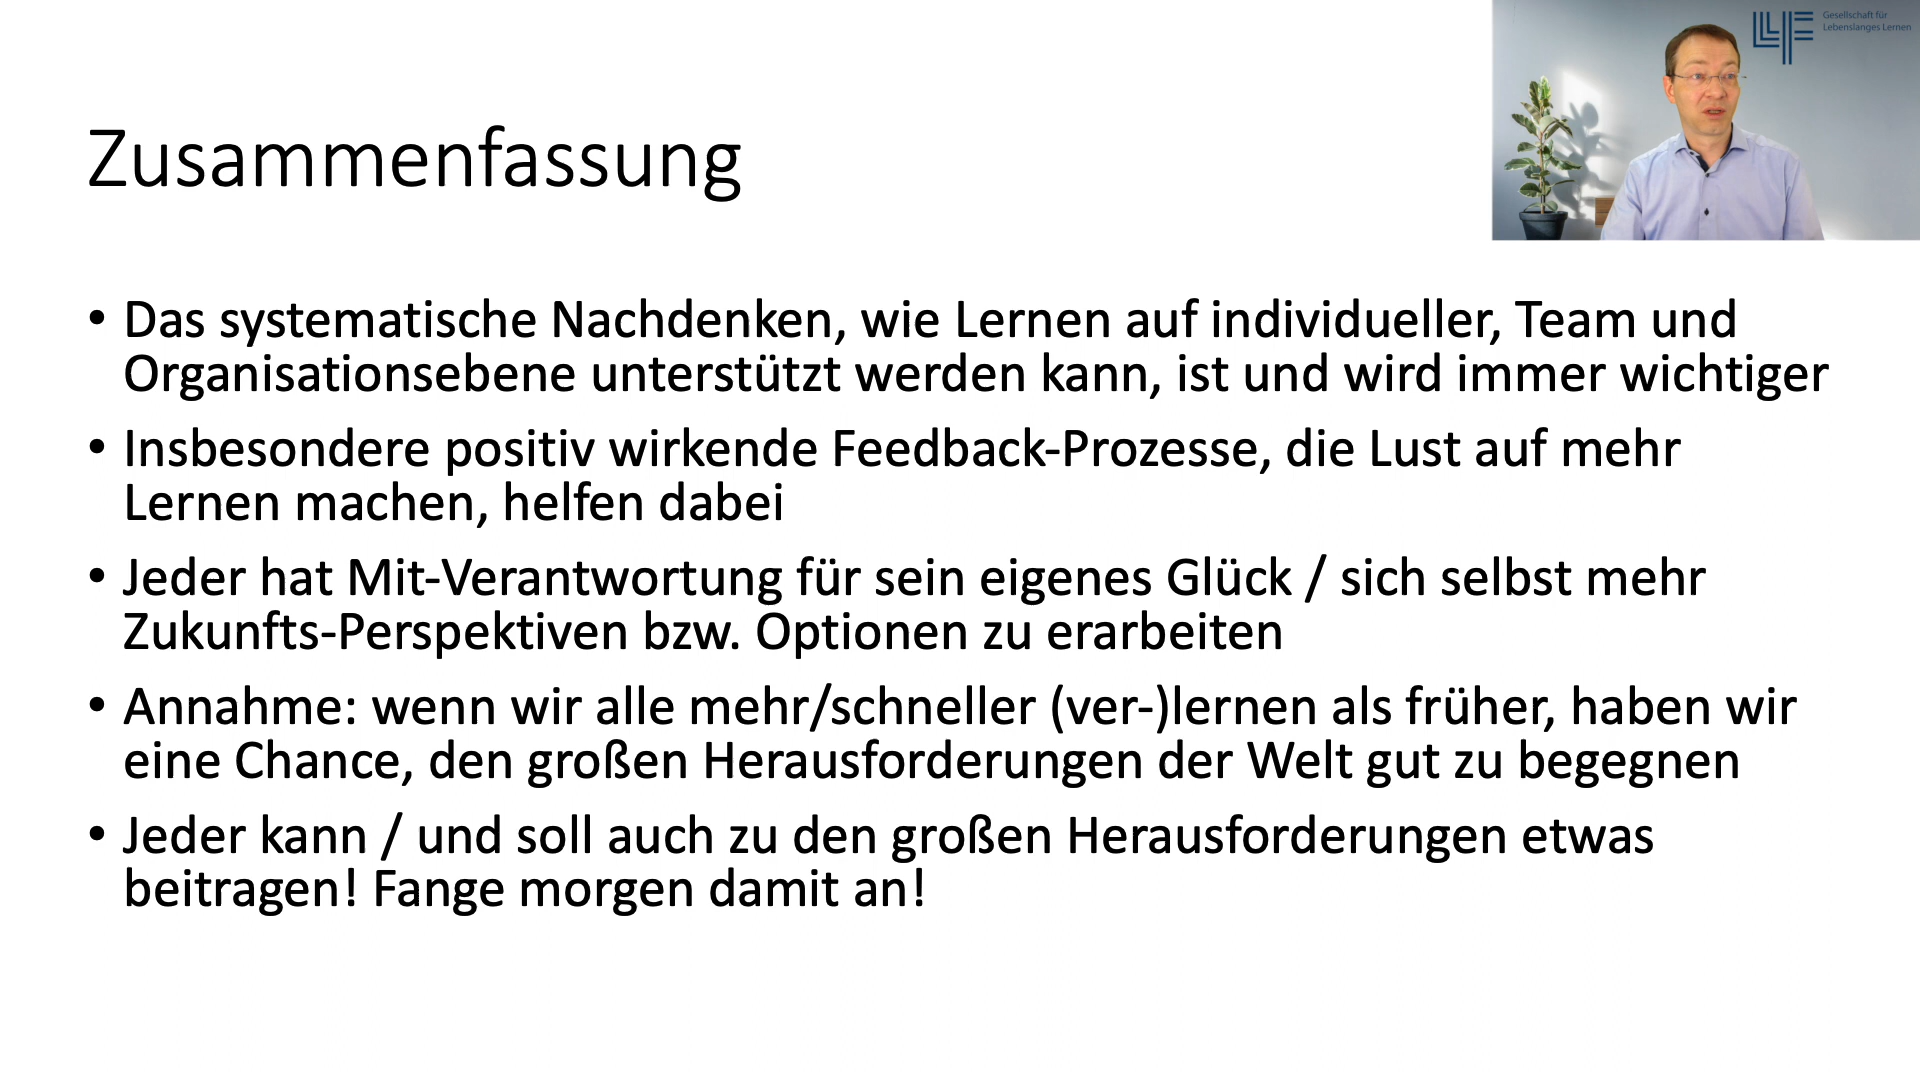 Gesellschaft für
Lebenslanges Lernen
Zusammenfassung
• Das systematische Nachdenken, wie Lernen auf individueller, Team und
Organisationsebene unterstützt werden kann, ist und wird immer wichtiger
• Insbesondere positiv wirkende Feedback-Prozesse, die Lust auf mehr
Lernen machen, helfen dabei
• Jeder hat Mit-Verantwortung für sein eigenes Glück / sich selbst mehr
Zukunfts-Perspektiven bzw. Optionen zu erarbeiten
• Annahme: wenn wir alle mehr/schneller (ver-)lernen als früher, haben wir
eine Chance, den großen Herausforderungen der Welt gut zu begegnen
• Jeder kann / und soll auch zu den großen Herausforderungen etwas
beitragen! Fange morgen damit an!